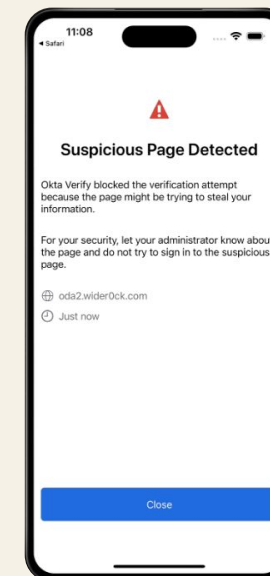 11:08
Safari
Suspicious Page Detected
Okta Verify blocked the verification attempt
because the page might be trying to steal your
information.
For your security, let your administrator know abou
the page and do not try to sign in to the suspicious
page.
oda2.wider0ck.com
Just now
Close